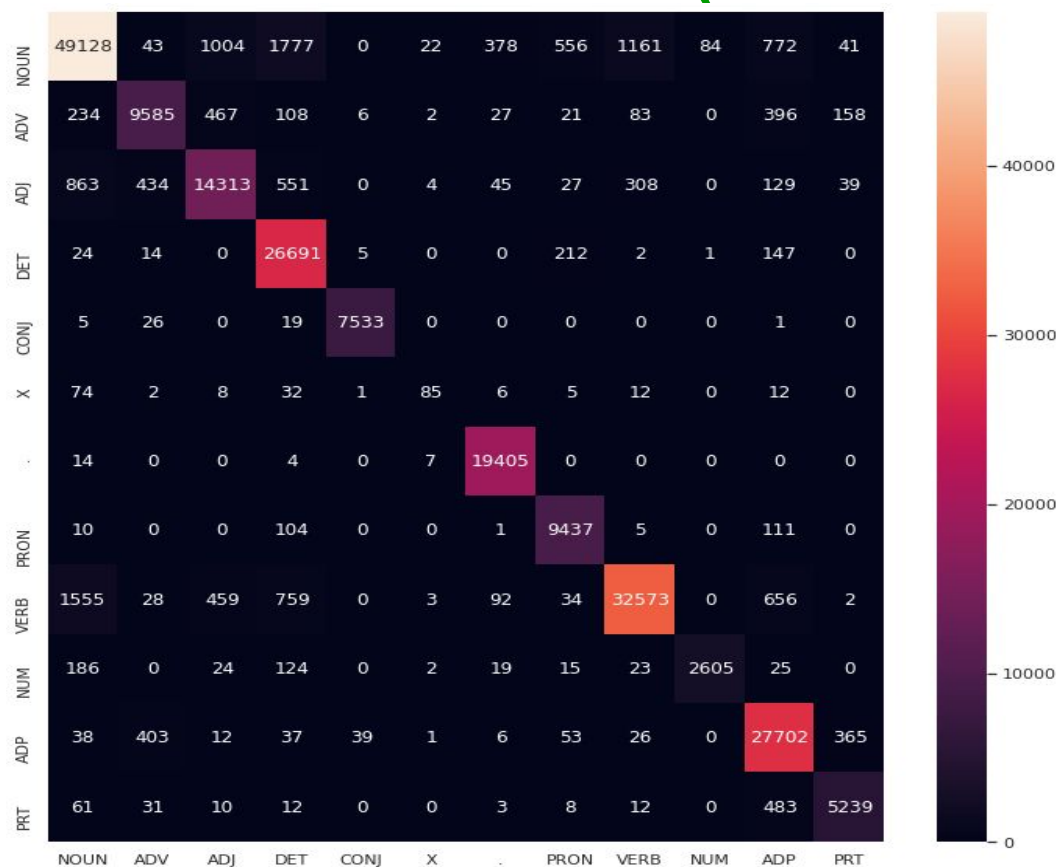 NOUN 49128 43 1004 1777 0 22 378 556 1161 84 772 41
ADV 234 9585 467 108 6 2 27 21 83 0 396 158
ADJ 863 434 14313 551 0 4 45 27 308 0 129 39
DET 24 14 0 26691 5 0 0 212 2 1 147 0
CONJ 5 26 0 19 7533 0 0 0 0 0 1 0
X 74 2 8 32 1 85 6 5 12 0 12 0
. 14 0 0 4 0 7 19405 0 0 0 0 0
PRON 10 0 0 104 0 0 1 9437 5 0 111 0
VERB 1555 28 459 759 0 3 92 34 32573 0 656 2
NUM 186 0 24 124 0 2 19 15 23 2605 25 0
ADP 38 403 12 37 39 1 6 53 26 0 27702 365
PRT 61 31 10 12 0 0 3 8 12 0 483 5239
NOUN ADV ADJ DET CONJ X . PRON VERB NUM ADP PRT
40000
30000
20000
10000
0